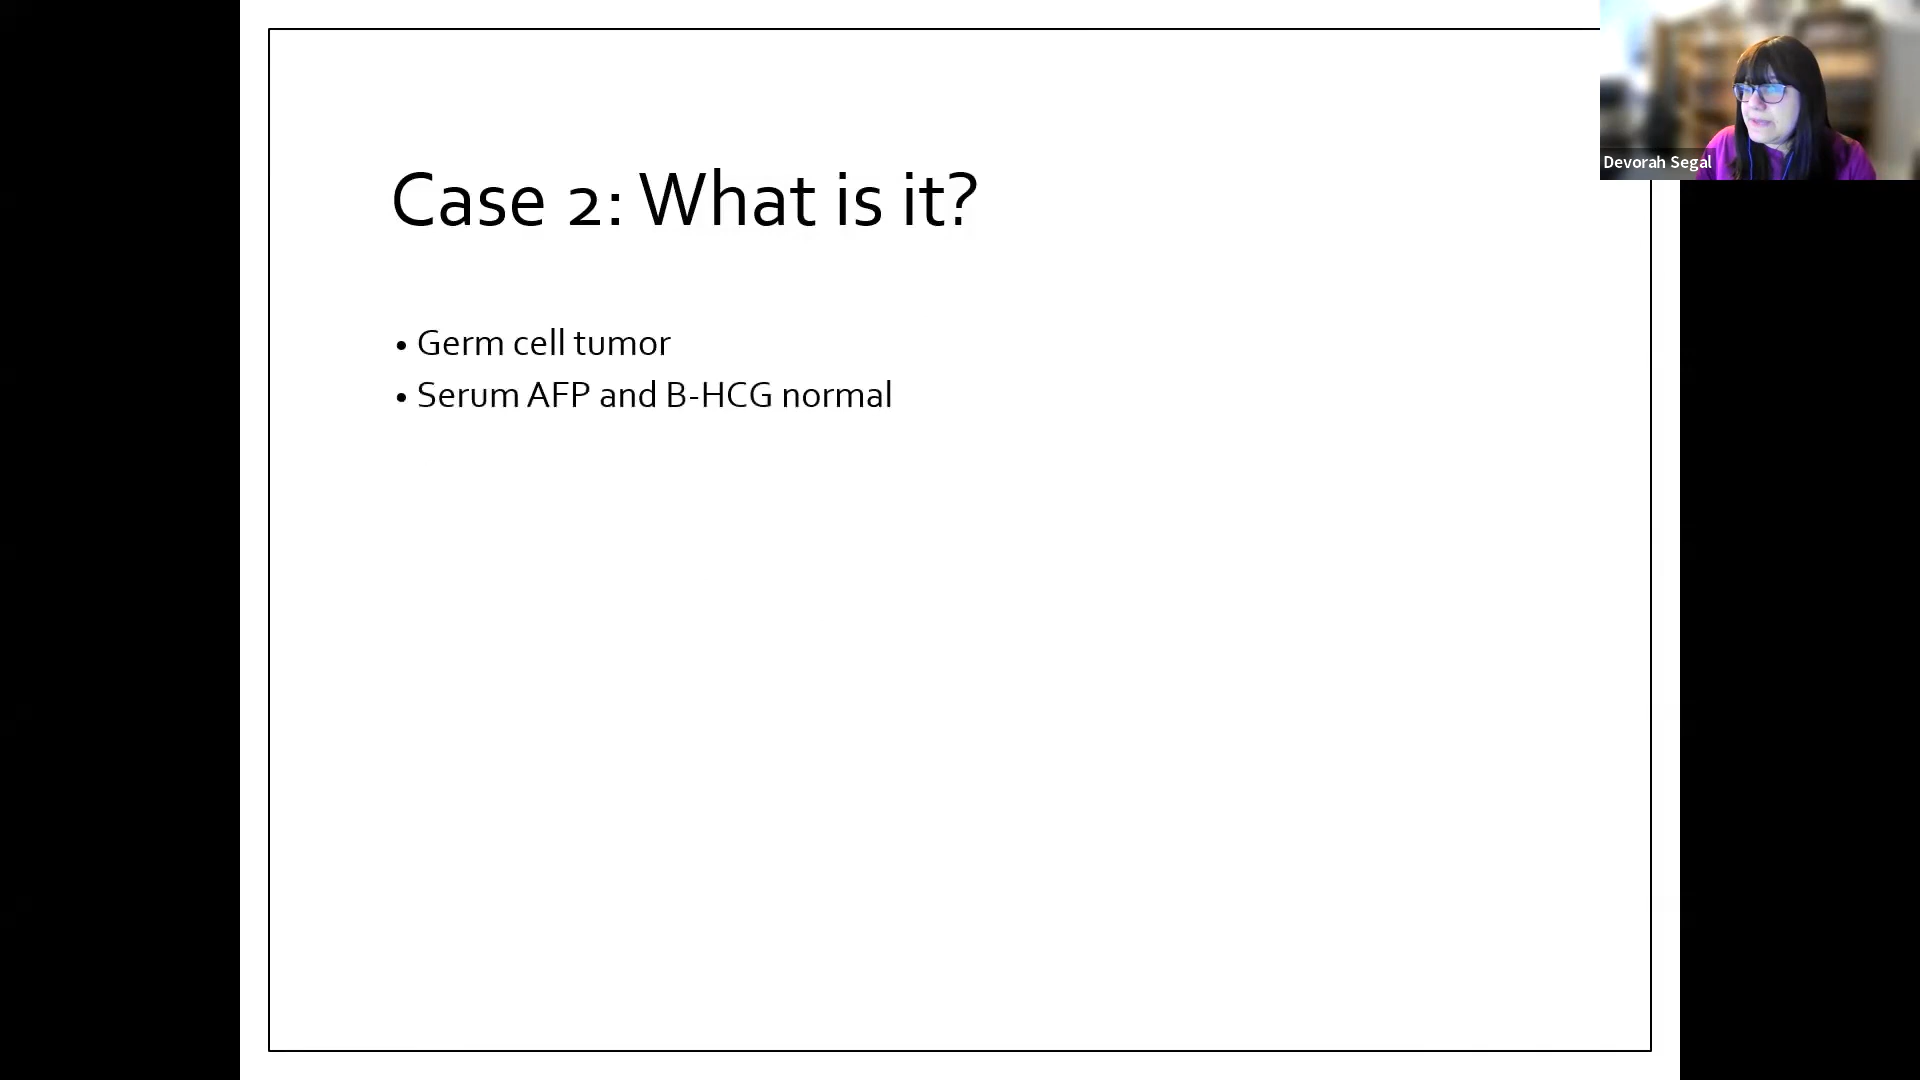 Case 2: What is it?
• Germ cell tumor
• Serum AFP and B-HCG normal
Devorah Segal